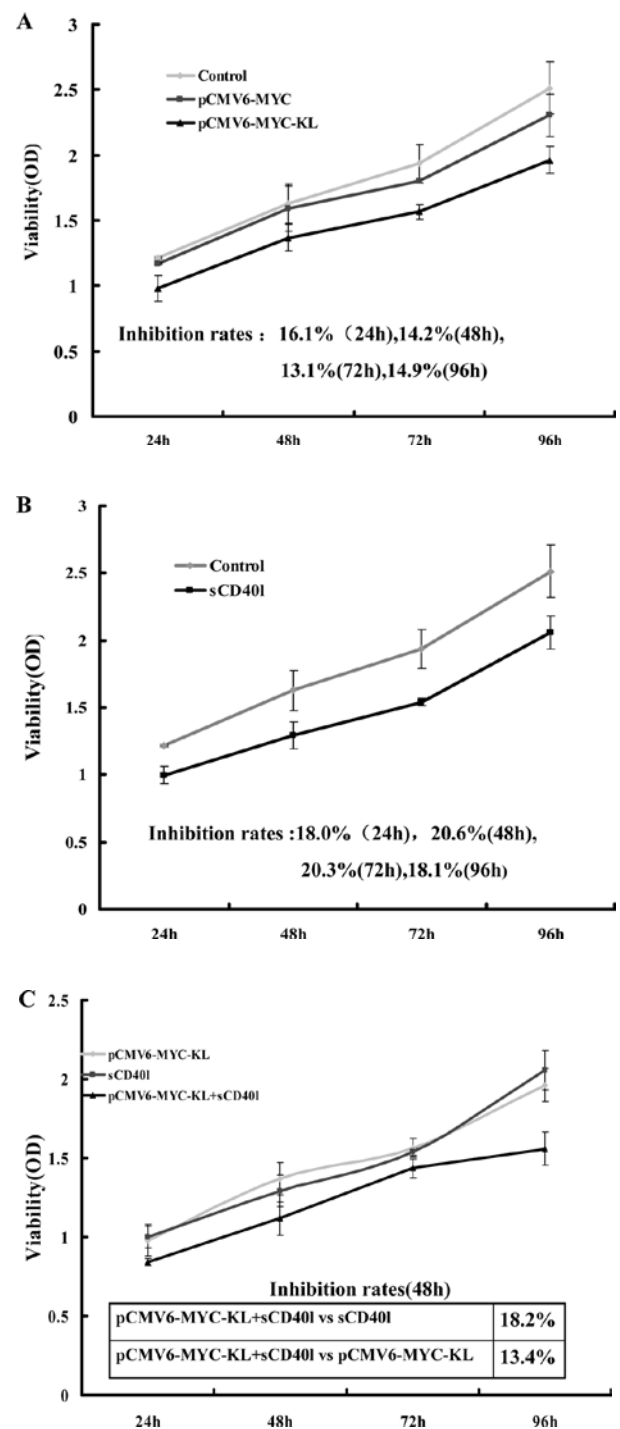 A
3
2.5
2
1.5
1
0.5
0
Viability(OD)
Control
pCMV6-MYC
pCMV6-MYC-KL
Inhibition rates : 16.1% （24h),14.2%(48h),
13.1%(72h),14.9%(96h)
24h 48h 72h 96h
B
3
2.5
2
1.5
1
0.5
0
Viability(OD)
Control
sCD40l
Inhibition rates :18.0% （24h)， 20.6%(48h),
20.3%(72h),18.1%(96h)
24h 48h 72h 96h
C
2.5
2
1.5
1
0.5
0
Viability(OD)
pCMV6-MYC-KL
sCD40l
pCMV6-MYC-KL+sCD40l
Inhibition rates(48h)
pCMV6-MYC-KL+sCD40l vs sCD40l 18.2%
pCMV6-MYC-KL+sCD40l vs pCMV6-MYC-KL 13.4%
24h 48h 72h 96h